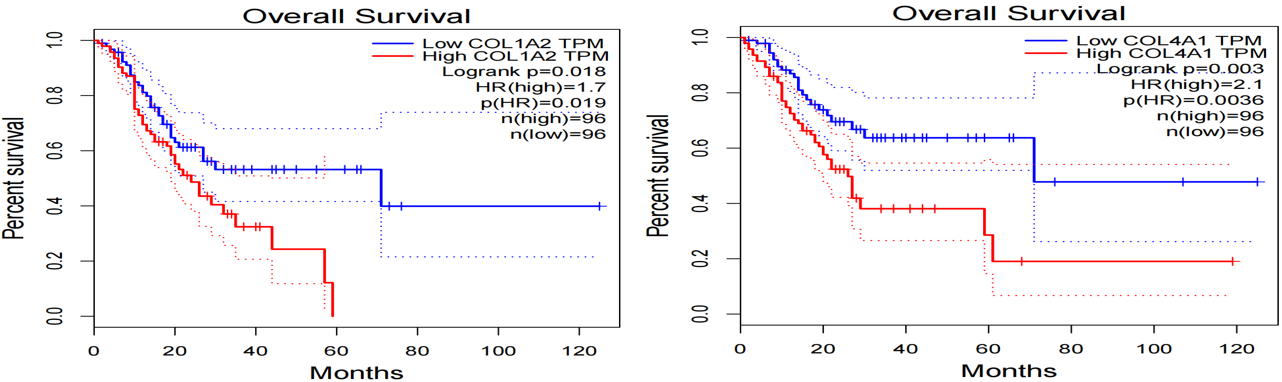 Overall Survival
Low COL1A2 TPM
High COL1A2 TPM
Logrank p=0.018
HR(high)=1.7
p(HR)=0.019
n(high)=96
n(low)=96
Percent survival
1.0
0.8
0.6
0.4
0.2
0.0
0 20 40 60 80 100 120
Months
Overall Survival
Low COL4A1 TPM
High COL4A1 TPM
Logrank p=0.003
HR(high)=2.1
p(HR)=0.0036
n(high)=96
n(low)=96
Percent survival
1.0
0.8
0.6
0.4
0.2
0.0
0 20 40 60 80 100 120
Months